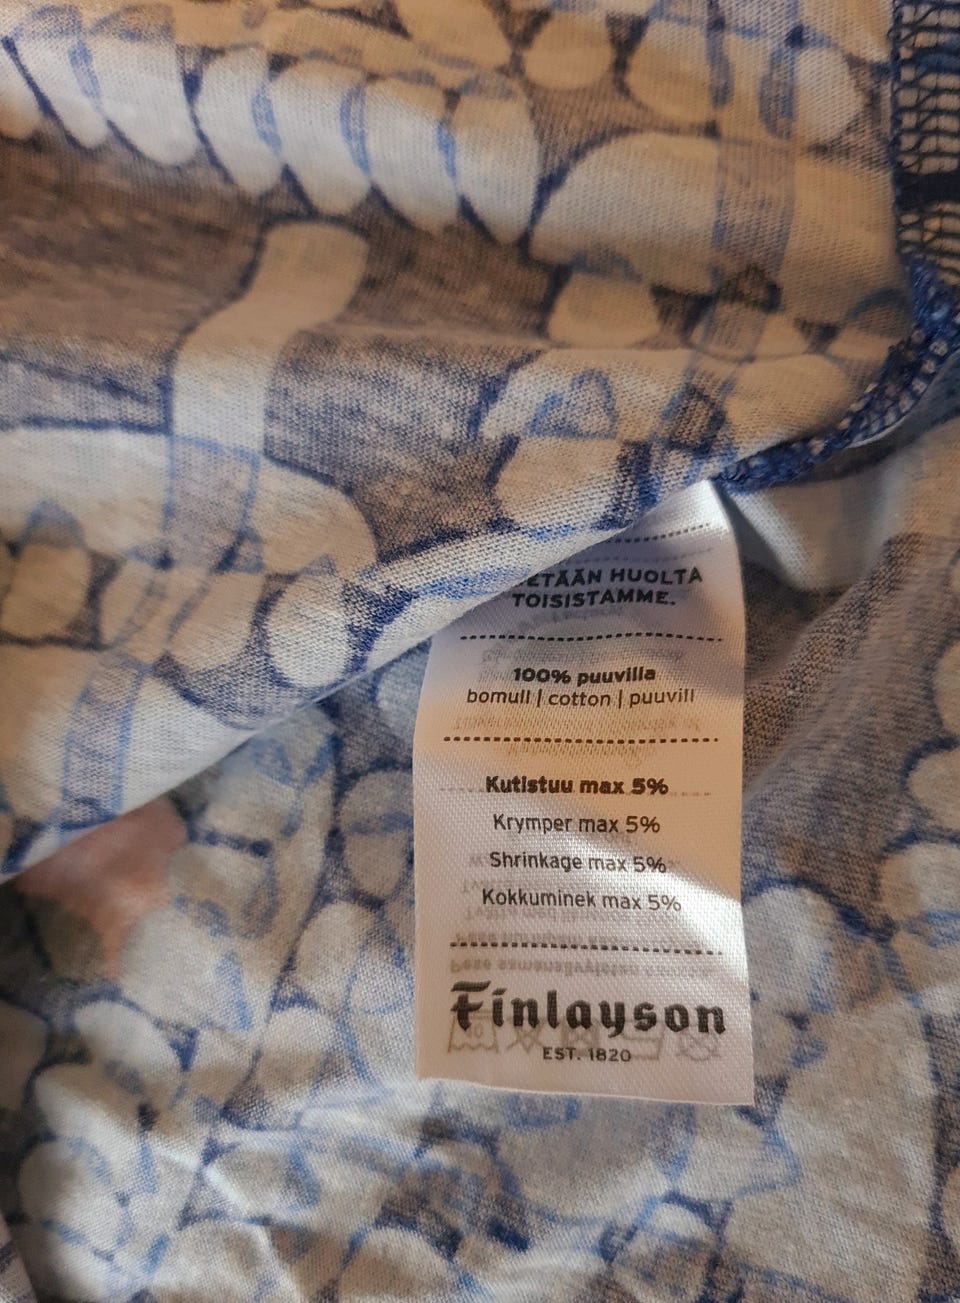 HUOLTA
TOISISTAMME.
100% puuvilla
bomull | cotton | puuvill
Kutistuu max 5%
Krymper max 5%
Shrinkage max 5%
Kokkuminek max 5%
Finlayson
EST. 1820